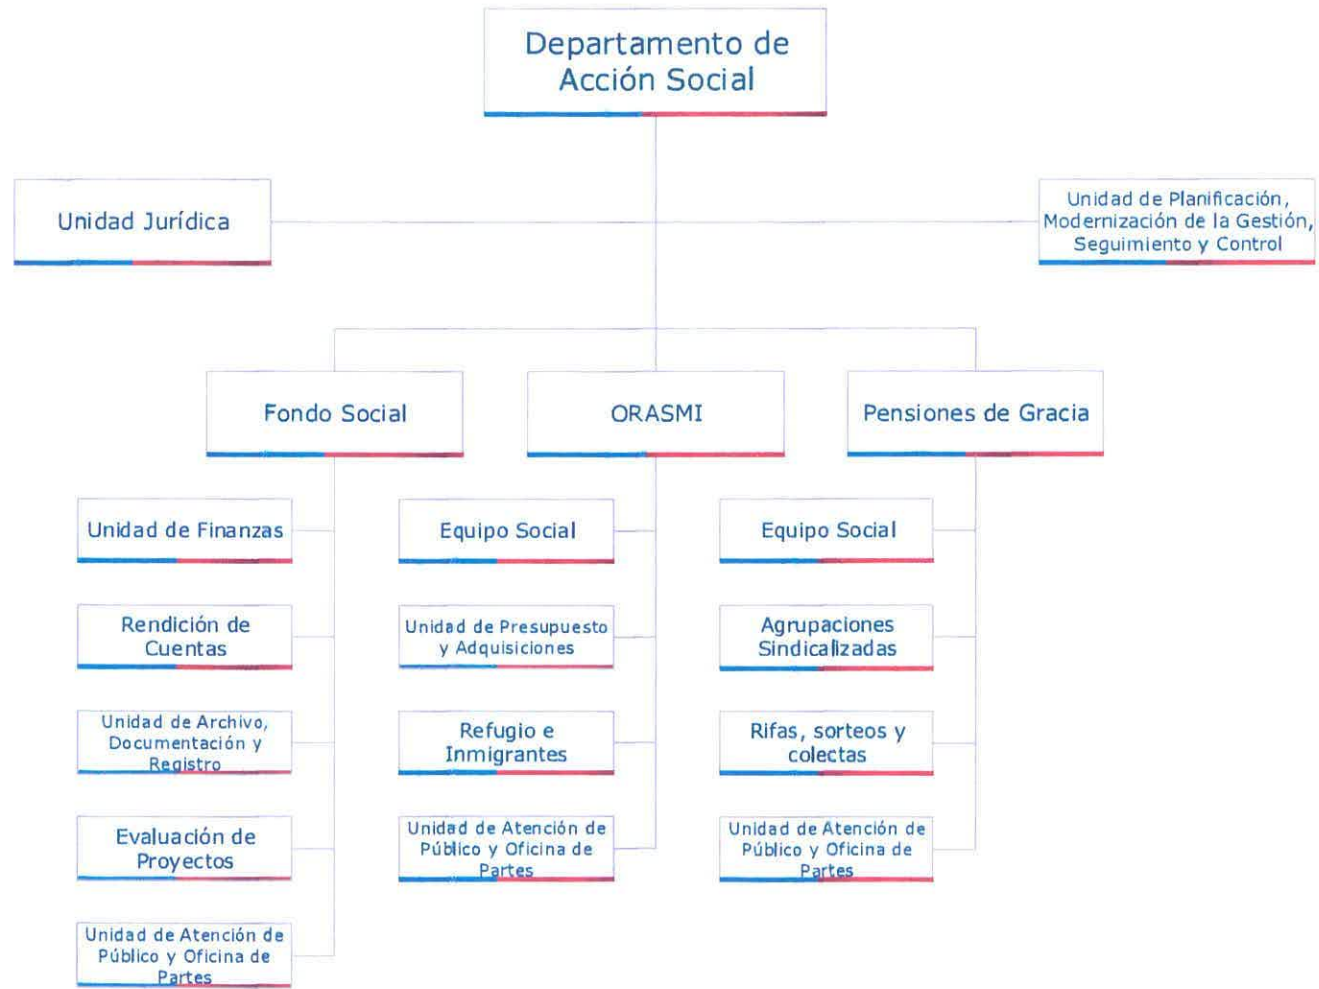 Departamento de
Acción Social
Unidad Jurídica
Unidad de Planificación,
Modernización de la Gestión,
Seguimiento y Control
Fondo Social
ORASMI
Pensiones de Gracia
Unidad de Finanzas
Rendición de
Cuentas
Unidad de Archivo,
Documentación y
Registro
Evaluación de
Proyectos
Unidad de Atención de
Público y Oficina de
Partes
Equipo Social
Unidad de Presupuesto
y Adquisiciones
Refugio e
Inmigrantes
Unidad de Atención de
Público y Oficina de
Partes
Equipo Social
Agrupaciones
Sindicalizadas
Rifas, sorteos y
colectas
Unidad de Atención de
Público y Oficina de
Partes